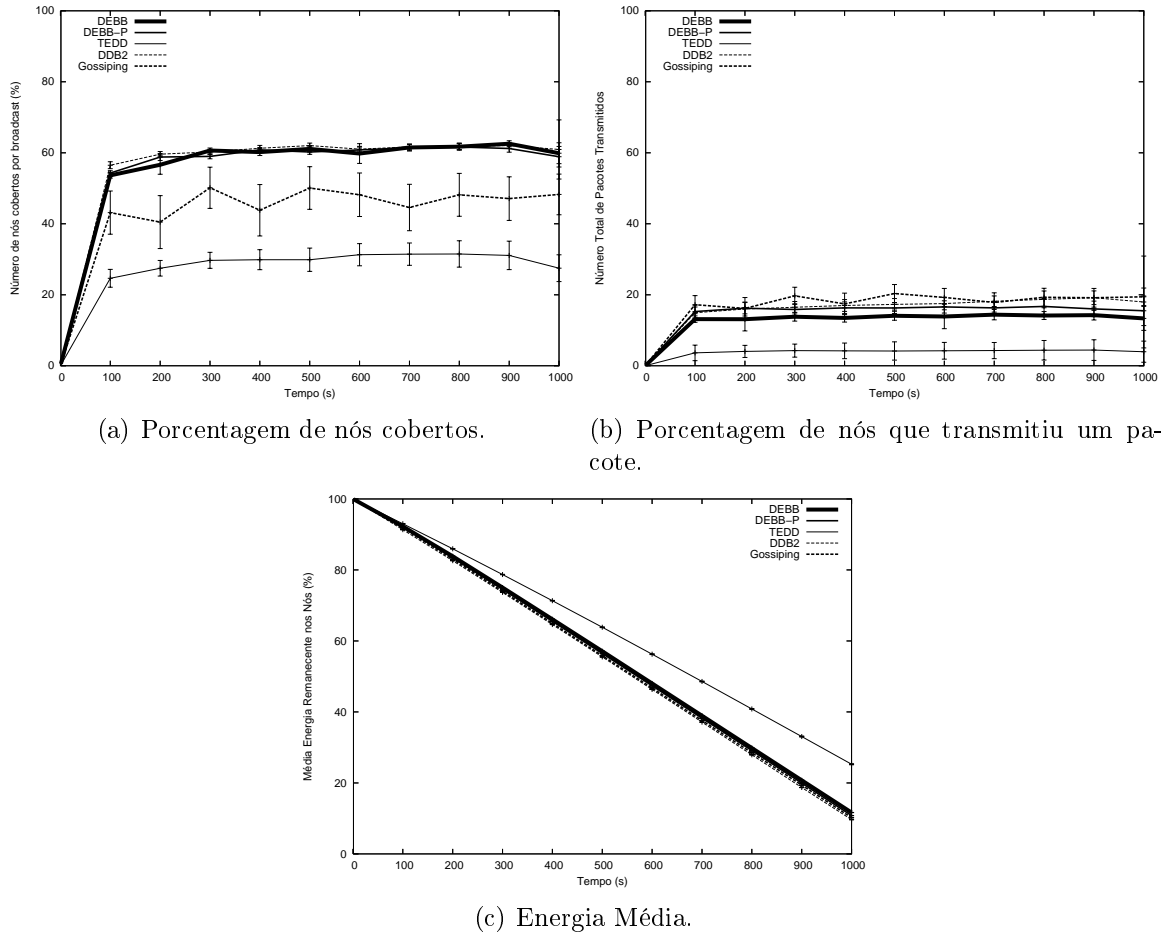 Número de nós cobertos por broadcast (%)
100
80
60
40
20
0
DEBB
DEBB-P
TEDD
DDB2
Gossiping
0 100 200 300 400 500 600 700 800 900 1000
Tempo (s)
(a) Porcentagem de nós cobertos.
Número Total de Pacotes Transmitidos
100
80
60
40
20
0
DEBB
DEBB-P
TEDD
DDB2
Gossiping
0 100 200 300 400 500 600 700 800 900 1000
Tempo (s)
(b) Porcentagem de nós que transmitiu um pa-
cote.
Média Energia Remanecente nos Nós (%)
100
80
60
40
20
0
DEBB
DEBB-P
TEDD
DDB2
Gossiping
0 100 200 300 400 500 600 700 800 900 1000
Tempo (s)
(c) Energia Média.